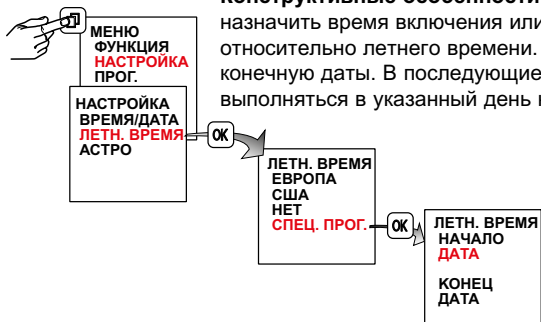 Конструктивные особенности
назначить время включения или
относительно летнего времени.
конечную даты. В последующие
выполняться в указанный день
МЕНЮ
ФУНКЦИЯ
НАСТРОЙКА
ПРОГ.
НАСТРОЙКА
ВРЕМЯ/ДАТА
ЛЕТН. ВРЕМЯ
АСТРО
OK
ЛЕТН. ВРЕМЯ
ЕВРОПА
США
НЕТ
СПЕЦ. ПРОГ.
OK
ЛЕТН. ВРЕМЯ
НАЧАЛО
ДАТА
КОНЕЦ
ДАТА